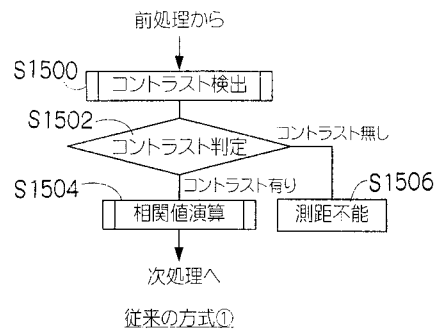 前処理から
S1500
コントラスト検出
S1502
コントラスト判定
コントラスト無し
コントラスト有り
S1504
相関値演算
S1506
測距不能
次処理へ
従来の方式①